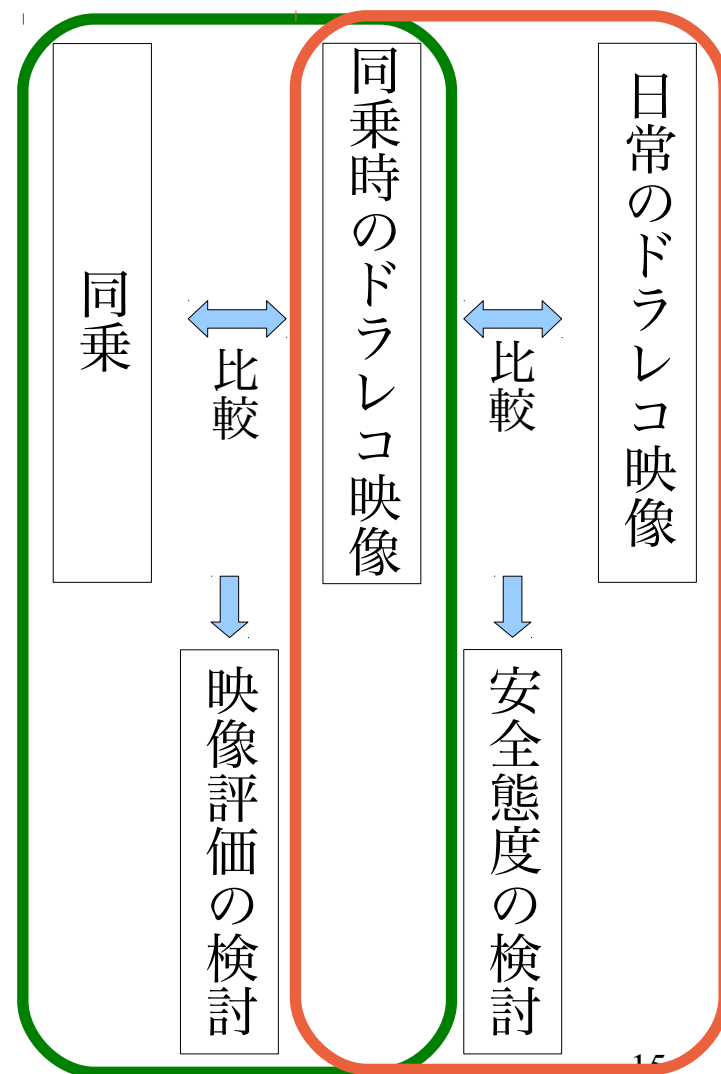 日常のドラレコ映像
比較
同乗時のドラレコ映像
比較
同乗
安全態度の検討
映像評価の検討
15